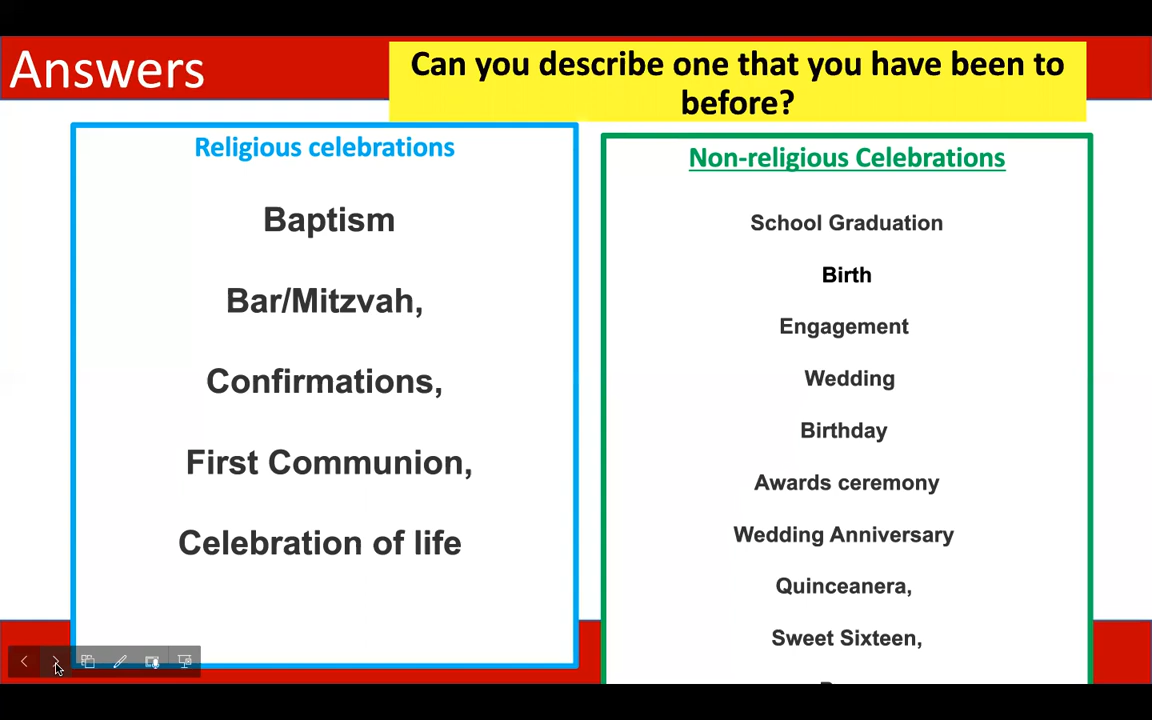 Answers
Can you describe one that you have been to
before?
Religious celebrations
Baptism
Bar/Mitzvah,
Confirmations,
First Communion,
Celebration of life
Non-religious Celebrations
School Graduation
Birth
Engagement
Wedding
Birthday
Awards ceremony
Wedding Anniversary
Quinceanera,
Sweet Sixteen,